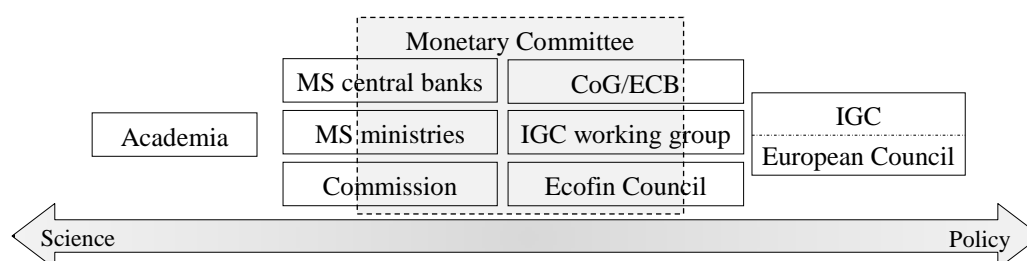 Monetary Committee
MS central banks
CoG/ECB
Academia
MS ministries
IGC working group
IGC
European Council
Commission
Ecofin Council
Science
Policy